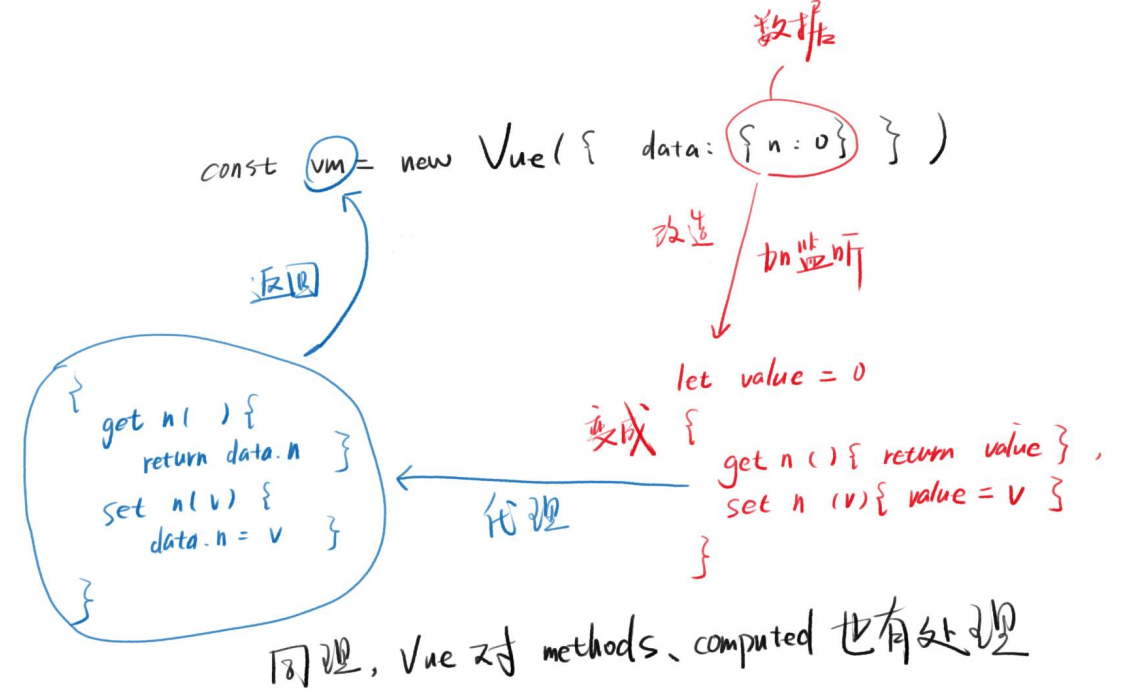 数据
const vm = new Vue({ data: {n:0} })
改造
加监听
返回
let value = 0
变成
{
get n(){ return value },
set n(v){ value = v }
}
代理
{
get n( ){
return data.n }
set n(v) {
data.n = v }
}
同理, Vue 对 methods、computed 也有处理